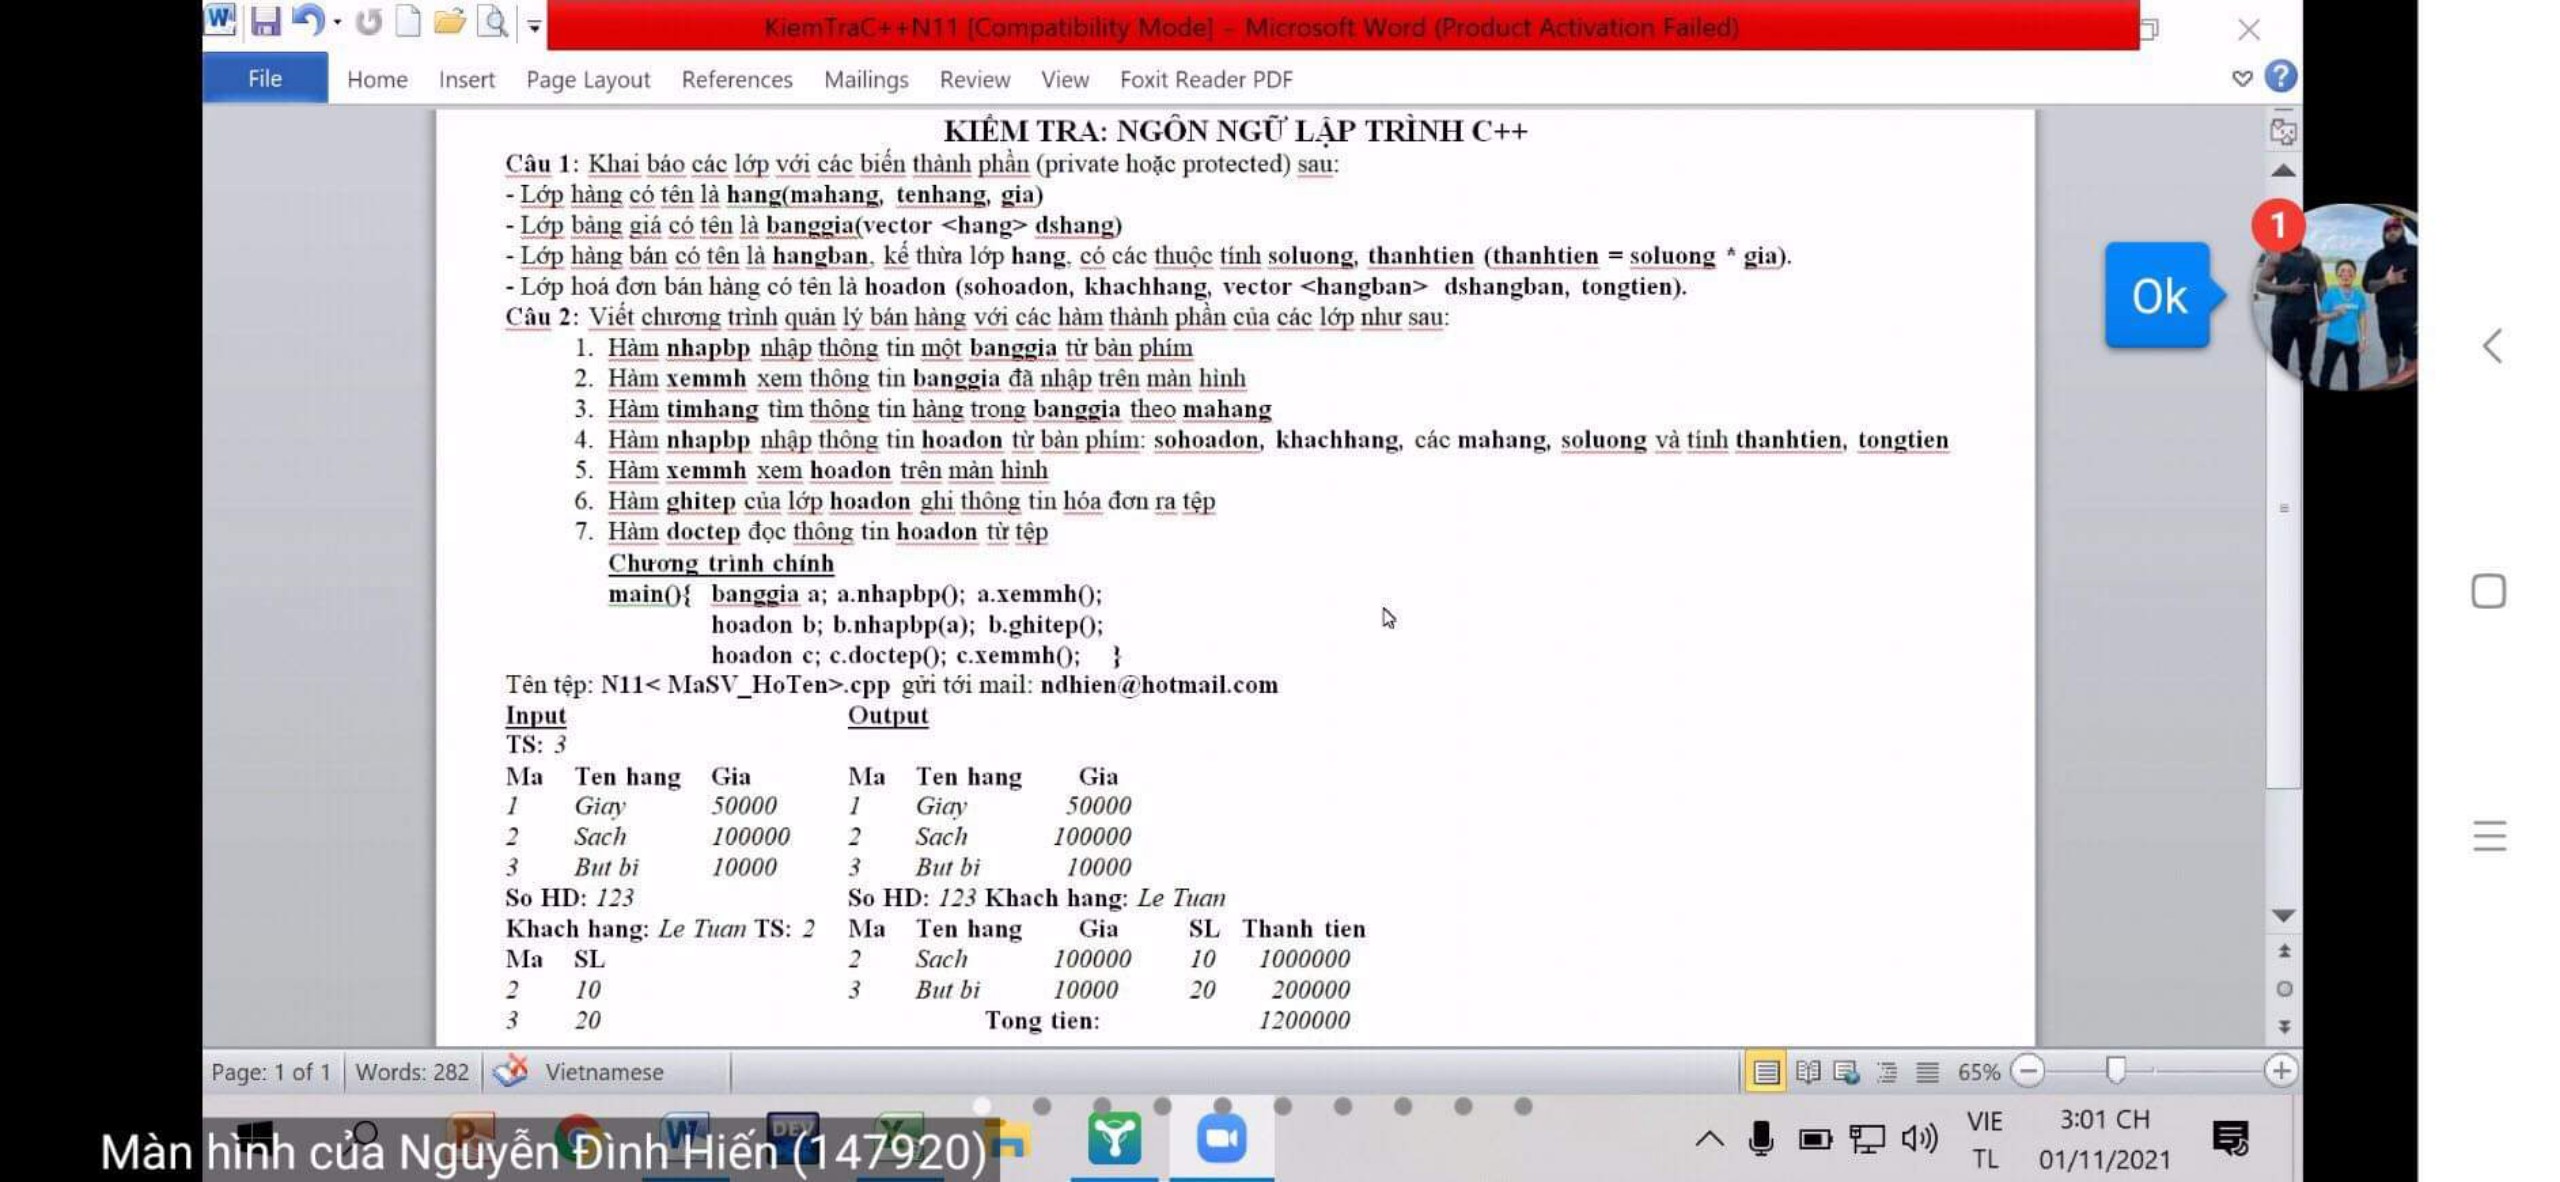 KiemTraC++N11 [Compatibility Mode] - Microsoft Word (Product Activation Failed)
File Home Insert Page Layout References Mailings Review View Foxit Reader PDF
KIỂM TRA: NGÔN NGỮ LẬP TRÌNH C++
Câu 1: Khai báo các lớp với các biến thành phần (private hoặc protected) sau:
- Lớp hàng có tên là hang(mahang, tenhang, gia)
- Lớp bảng giá có tên là banggia(vector <hang> dshang)
- Lớp hàng bán có tên là hangban, kế thừa lớp hang, có các thuộc tính soluong, thanhtien (thanhtien = soluong * gia).
- Lớp hoá đơn bán hàng có tên là hoadon (sohoadon, khachhang, vector <hangban> dshangban, tongtien).
Câu 2: Viết chương trình quản lý bán hàng với các hàm thành phần của các lớp như sau:
1. Hàm nhapbp nhập thông tin một banggia từ bàn phím
2. Hàm xemmh xem thông tin banggia đã nhập trên màn hình
3. Hàm timhang tìm thông tin hàng trong banggia theo mahang
4. Hàm nhapbp nhập thông tin hoadon từ bàn phím: sohoadon, khachhang, các mahang, soluong và tính thanhtien, tongtien
5. Hàm xemmh xem hoadon trên màn hình
6. Hàm ghitep của lớp hoadon ghi thông tin hóa đơn ra tệp
7. Hàm doctep đọc thông tin hoadon từ tệp
Chương trình chính
main(){ banggia a; a.nhapbp(); a.xemmh();
hoadon b; b.nhapbp(a); b.ghitep();
hoadon c; c.doctep(); c.xemmh(); }
Tên tệp: N11< MaSV_HoTen>.cpp gửi tới mail: ndhien@hotmail.com
Input Output
TS: 3
Ma Ten hang Gia Ma Ten hang Gia
1 Giay 50000 1 Giay 50000
2 Sach 100000 2 Sach 100000
3 But bi 10000 3 But bi 10000
So HD: 123 So HD: 123 Khach hang: Le Tuan
Khach hang: Le Tuan TS: 2 Ma Ten hang Gia SL Thanh tien
Ma SL 2 Sach 100000 10 1000000
2 10 3 But bi 10000 20 200000
3 20 Tong tien: 1200000
1
Ok
Page: 1 of 1 Words: 282 Vietnamese 65%
VIE 3:01 CH
TL 01/11/2021
Màn hình của Nguyễn Đình Hiến (147920)